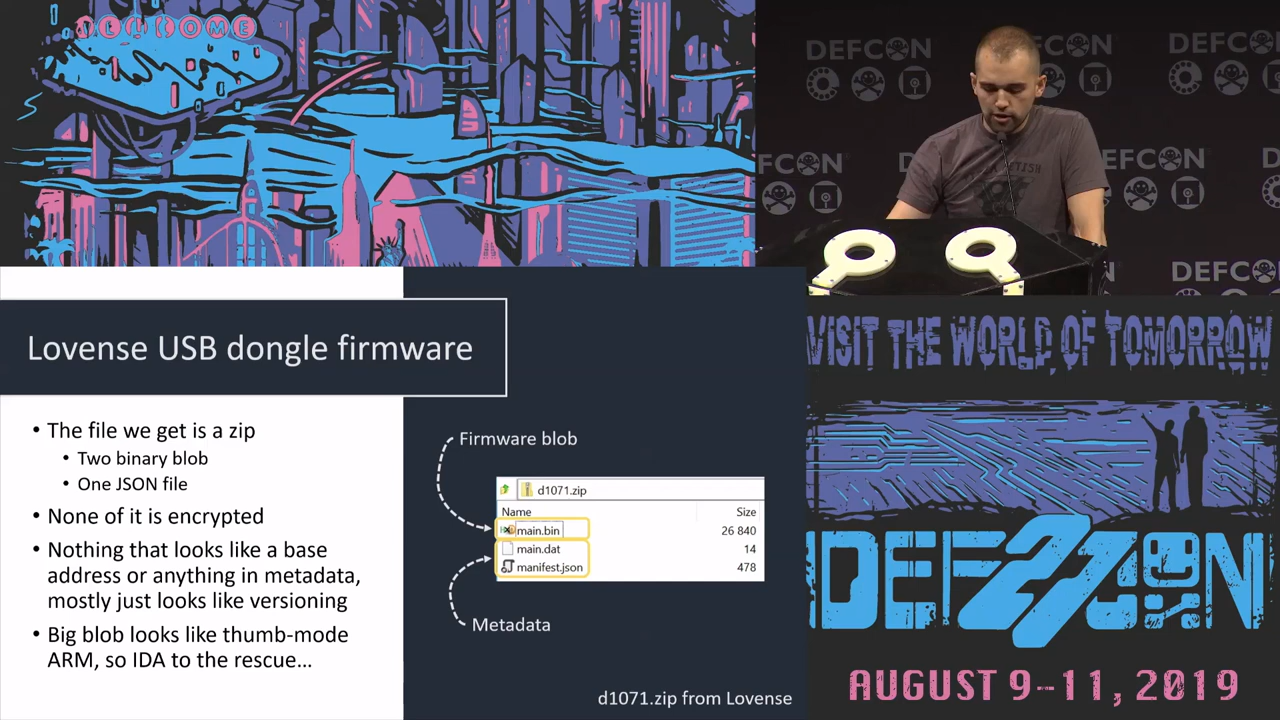 WELCOME
DEFCON
DEFCON
DEFCON
DEFCON
DEFCON
Lovense USB dongle firmware
• The file we get is a zip
• Two binary blob
• One JSON file
• None of it is encrypted
• Nothing that looks like a base
address or anything in metadata,
mostly just looks like versioning
• Big blob looks like thumb-mode
ARM, so IDA to the rescue...
Firmware blob
d1071.zip
Name Size
main.bin 26 840
main.dat 14
manifest.json 478
Metadata
d1071.zip from Lovense
VISIT THE WORLD OF TOMORROW
DEF 27 CON
AUGUST 9-11, 2019